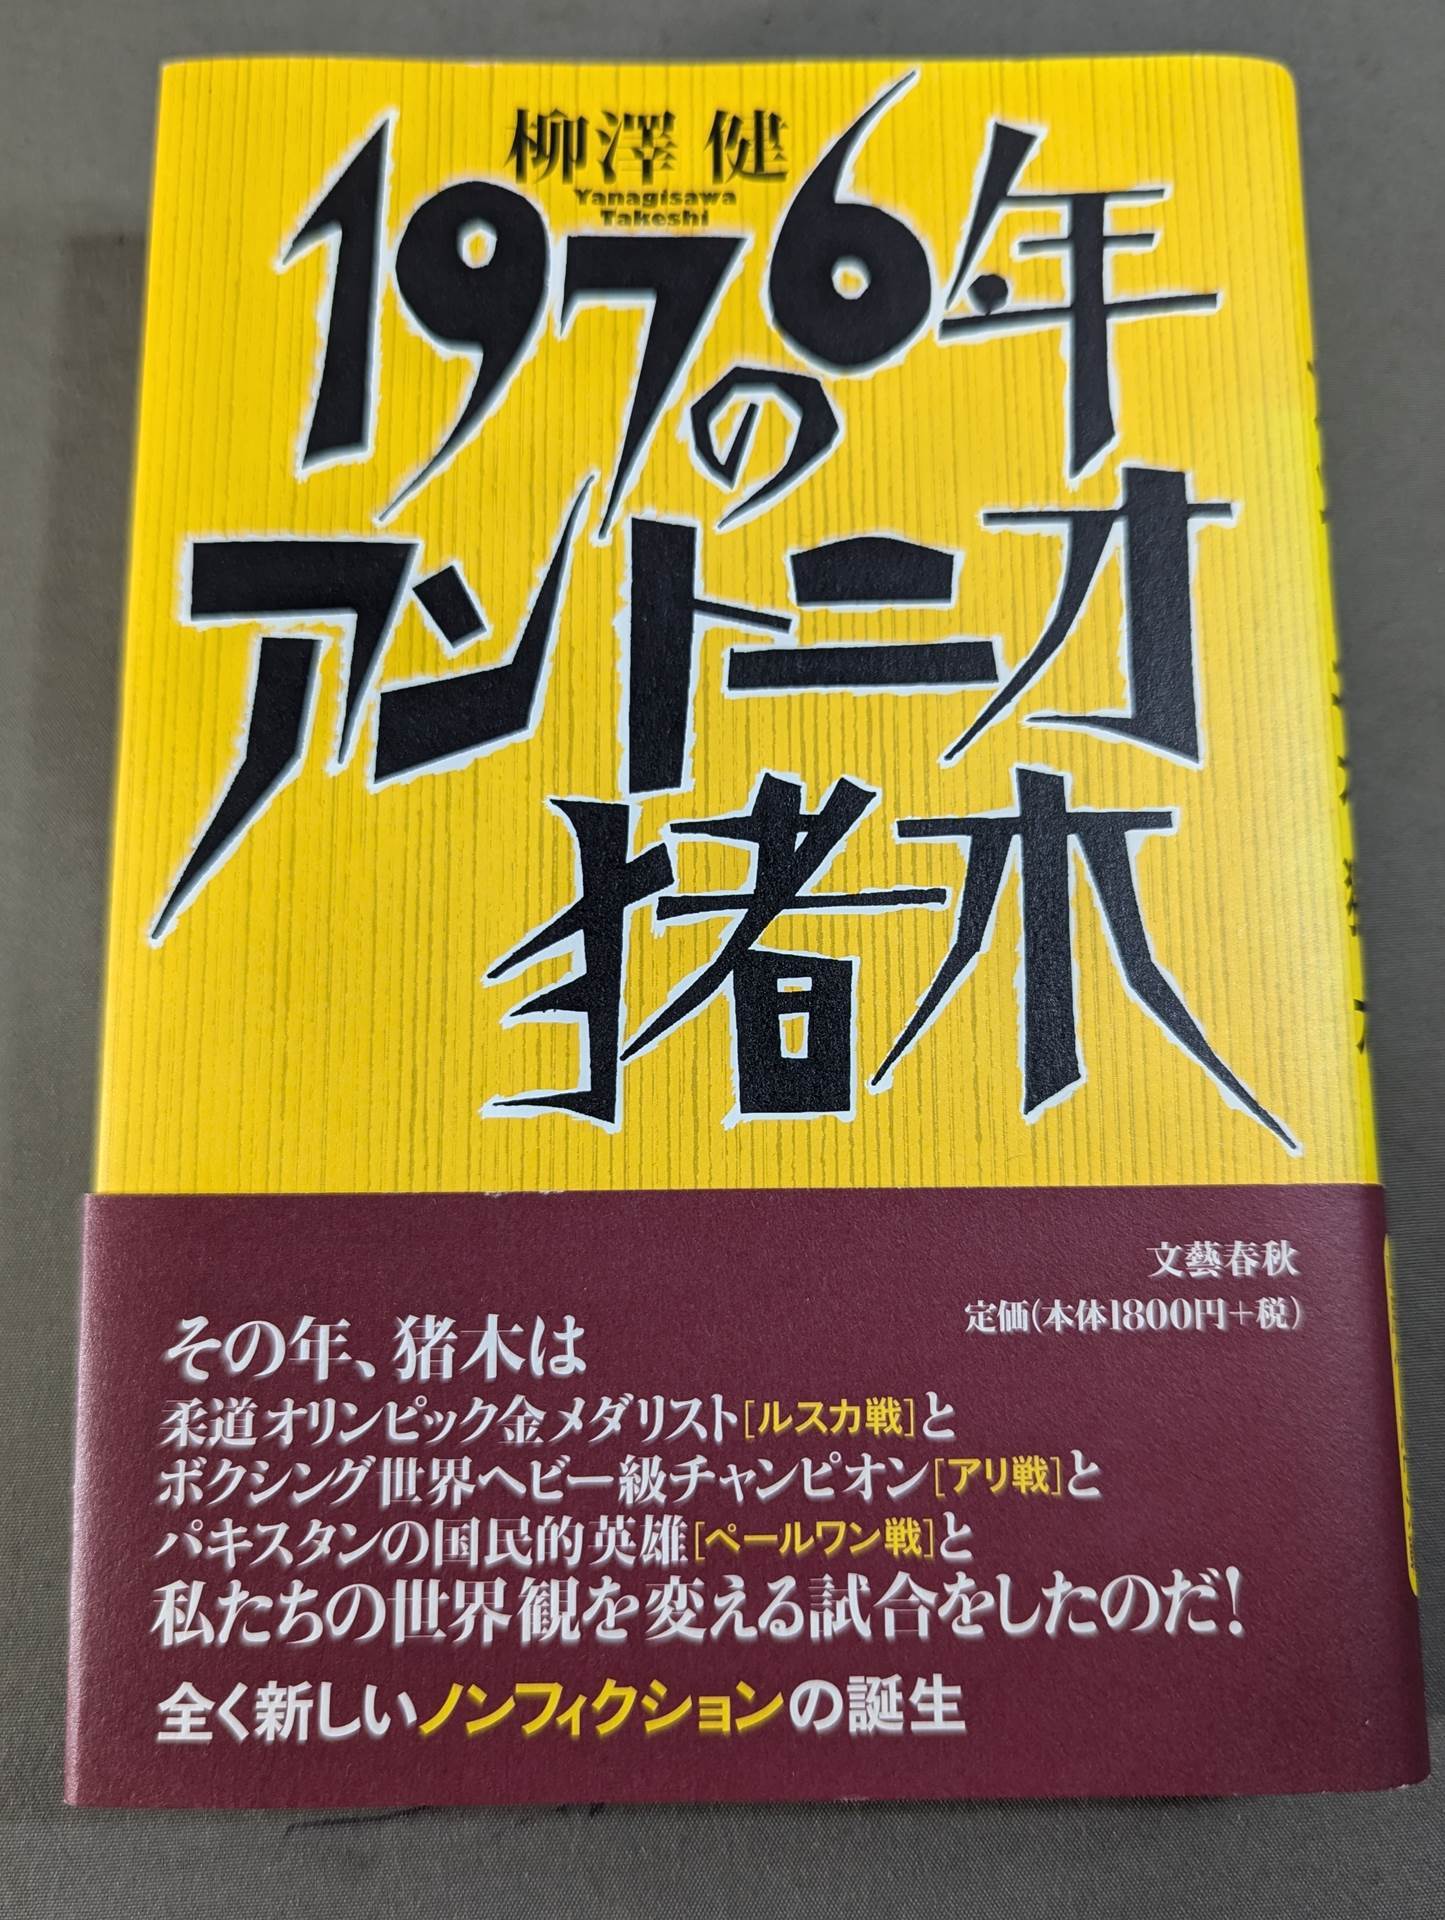 柳澤 健
Yanagisawa
Takeshi
1976年の
アントニオ
猪木
文藝春秋
定価(本体1800円+税)
その年、猪木は
柔道オリンピック金メダリスト[ルスカ戦]と
ボクシング世界ヘビー級チャンピオン[アリ戦]と
パキスタンの国民的英雄[ペールワン戦]と
私たちの世界観を変える試合をしたのだ!
全く新しいノンフィクションの誕生